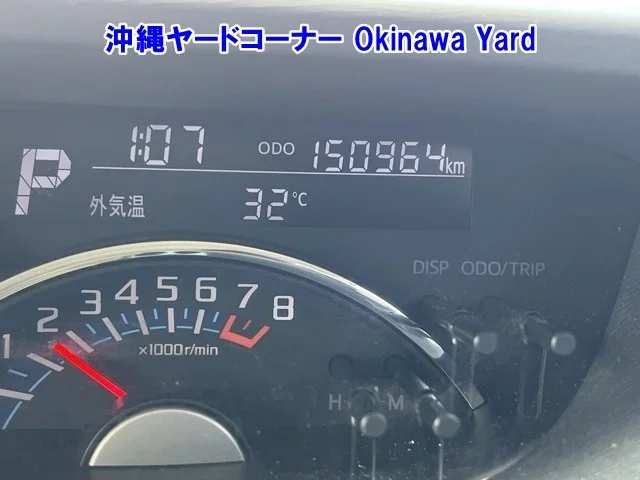 沖縄ヤードコーナー Okinawa Yard
1:07 ODO 150964km
P
外気温 32℃
DISP ODO/TRIP
1 2 3 4 5 6 7 8
×1000r/min
H M